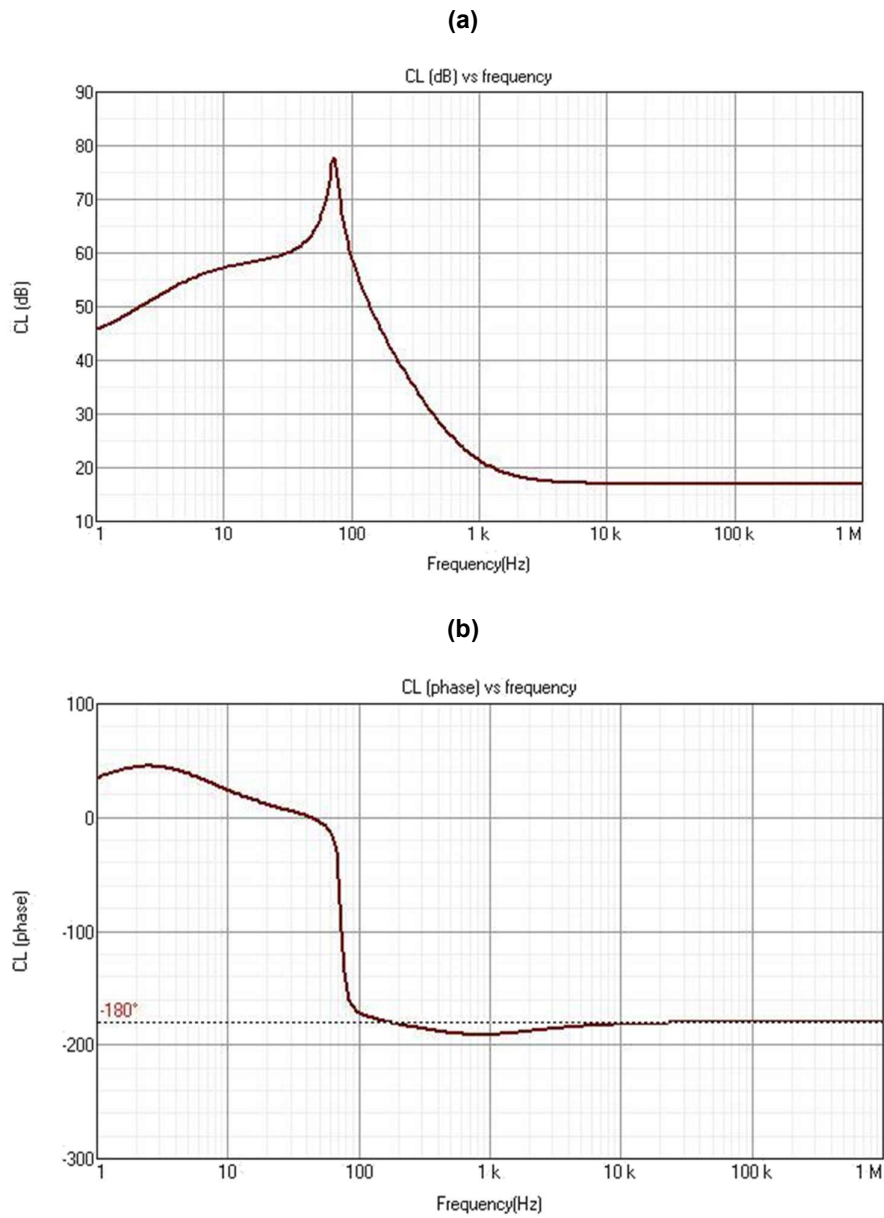 (a)
CL (dB) vs frequency
90
80
70
60
50
40
30
20
10
CL (dB)
1 10 100 1 k 10 k 100 k 1 M
Frequency(Hz)
(b)
CL (phase) vs frequency
100
0
-100
-180°
-200
-300
CL (phase)
1 10 100 1 k 10 k 100 k 1 M
Frequency(Hz)